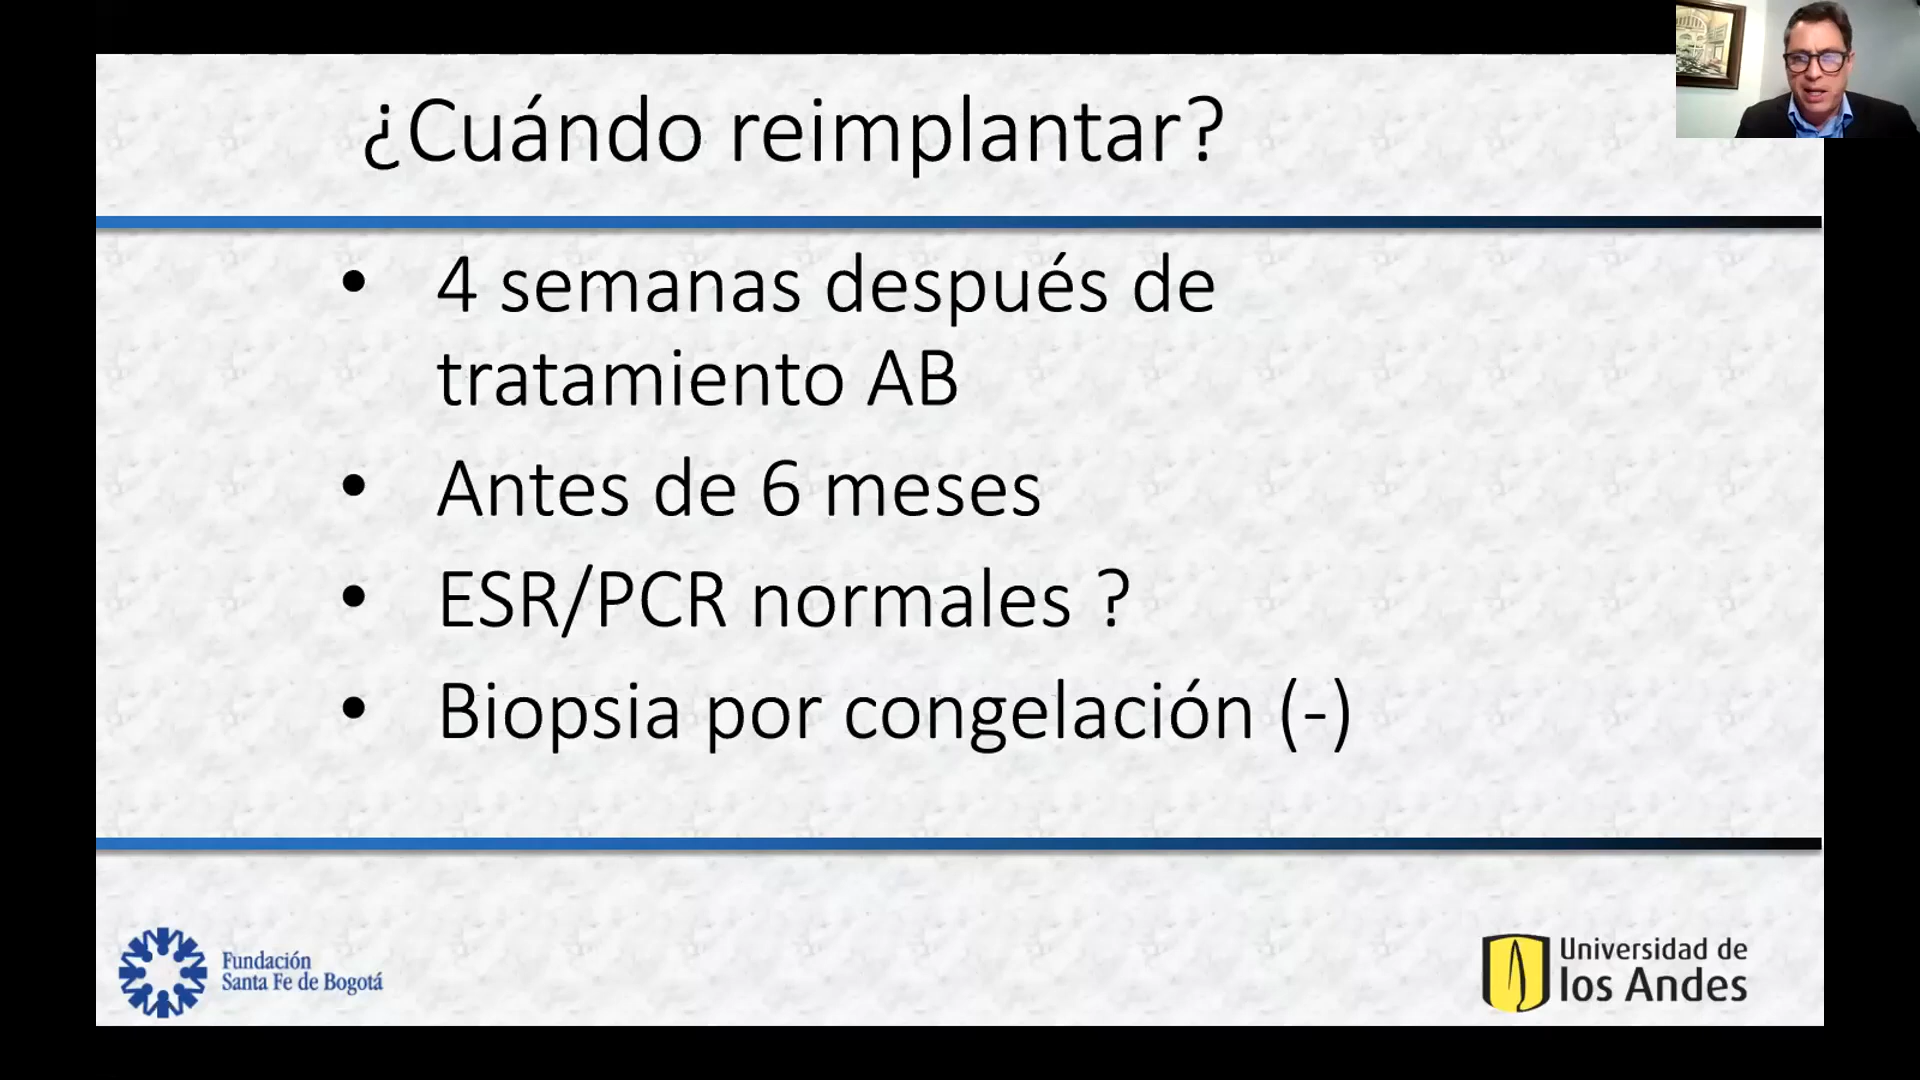 ¿Cuándo reimplantar?
• 4 semanas después de
tratamiento AB
• Antes de 6 meses
• ESR/PCR normales ?
• Biopsia por congelación (-)
Fundación
Santa Fe de Bogotá
Universidad de
los Andes